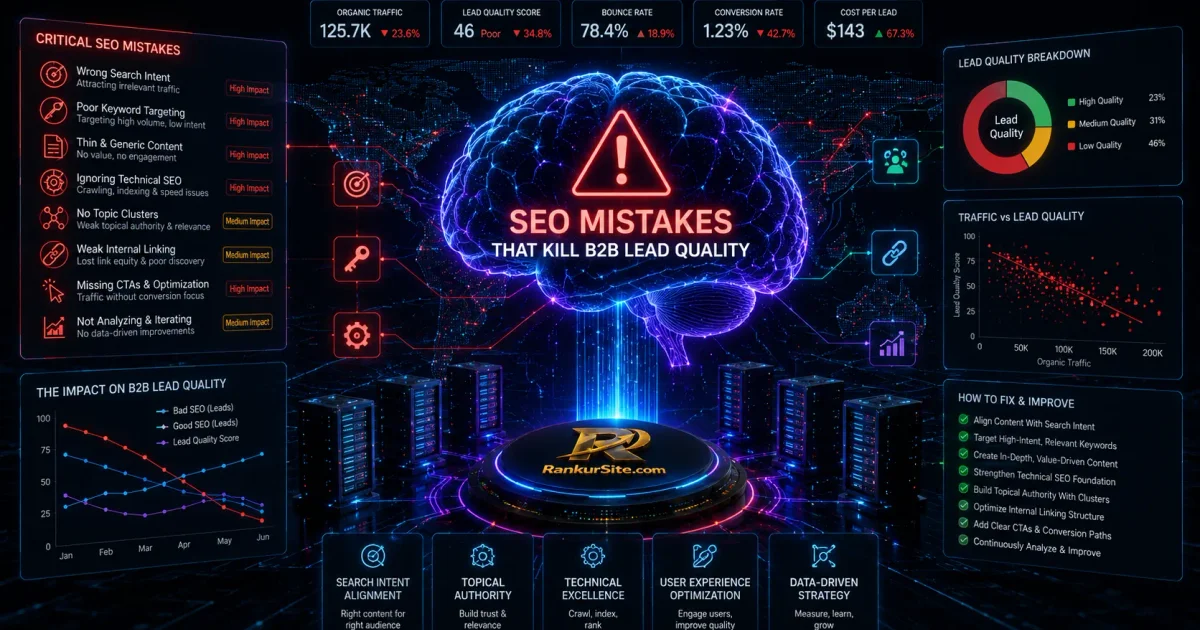 ORGANIC TRAFFIC
125.7K ▼ 23.6%
LEAD QUALITY SCORE
46 Poor ▼ 34.8%
BOUNCE RATE
78.4% ▲ 18.9%
CONVERSION RATE
1.23% ▼ 42.7%
COST PER LEAD
$143 ▲ 67.3%
CRITICAL SEO MISTAKES
Wrong Search Intent
Attracting irrelevant traffic
High Impact
Poor Keyword Targeting
Targeting high volume, low intent
High Impact
Thin & Generic Content
No value, no engagement
High Impact
Ignoring Technical SEO
Crawling, indexing & speed issues
High Impact
No Topic Clusters
Weak topical authority & relevance
Medium Impact
Weak Internal Linking
Lost link equity & poor discovery
Medium Impact
Missing CTAs & Optimization
Traffic without conversion focus
High Impact
Not Analyzing & Iterating
No data-driven improvements
Medium Impact
SEO MISTAKES
THAT KILL B2B LEAD QUALITY
LEAD QUALITY BREAKDOWN
Lead
Quality
High Quality 23%
Medium Quality 31%
Low Quality 46%
TRAFFIC vs LEAD QUALITY
Lead Quality Score
100
75
50
25
0
0 50K 100K 150K 200K
Organic Traffic
THE IMPACT ON B2B LEAD QUALITY
Bad SEO (Leads)
Good SEO (Leads)
Lead Quality Score
100
75
50
25
0
Jan Feb Mar Apr May Jun
RankurSite.com
HOW TO FIX & IMPROVE
Align Content With Search Intent
Target High-Intent, Relevant Keywords
Create In-Depth, Value-Driven Content
Strengthen Technical SEO Foundation
Build Topical Authority With Clusters
Optimize Internal Linking Structure
Add Clear CTAs & Conversion Paths
Continuously Analyze & Improve
SEARCH INTENT
ALIGNMENT
Right content for
right audience
TOPICAL
AUTHORITY
Build trust &
relevance
TECHNICAL
EXCELLENCE
Crawl, index,
rank
USER EXPERIENCE
OPTIMIZATION
Engage users,
improve quality
DATA-DRIVEN
STRATEGY
Measure, learn,
grow